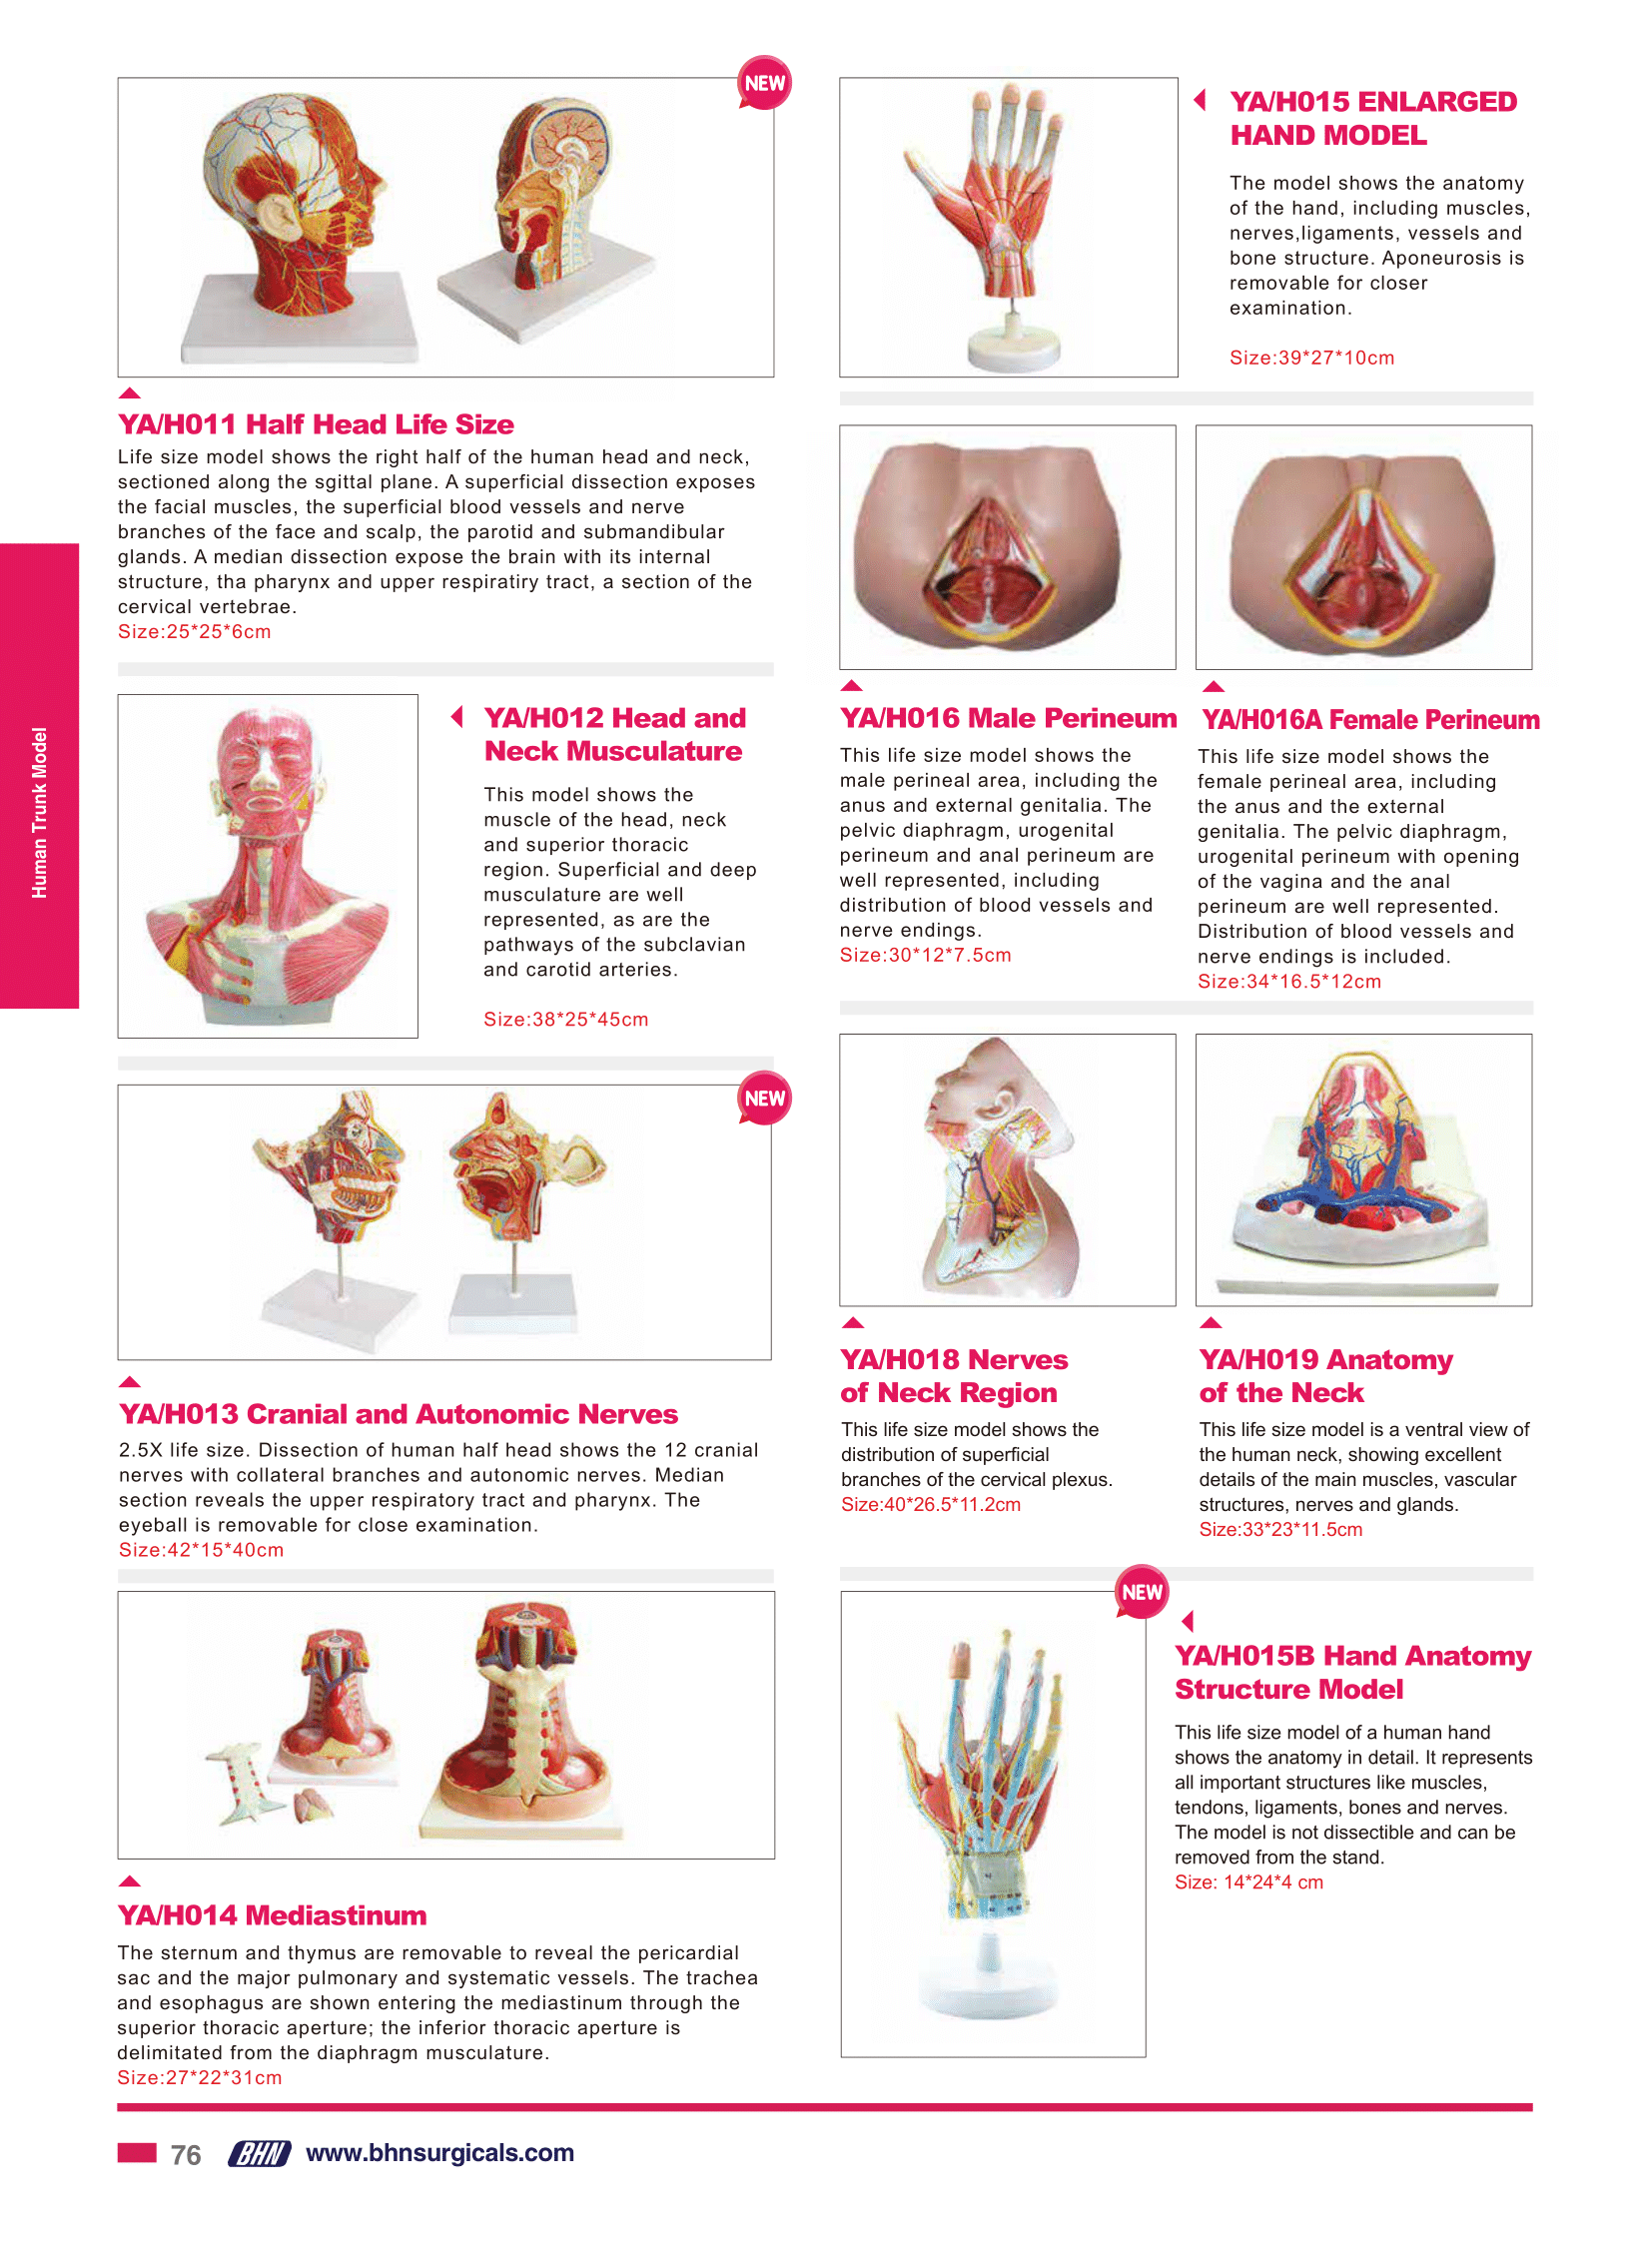 NEW
YA/H011 Half Head Life Size
Life size model shows the right half of the human head and neck,
sectioned along the sgittal plane. A superficial dissection exposes
the facial muscles, the superficial blood vessels and nerve
branches of the face and scalp, the parotid and submandibular
glands. A median dissection expose the brain with its internal
structure, tha pharynx and upper respiratiry tract, a section of the
cervical vertebrae.
Size:25*25*6cm
Human Trunk Model
YA/H012 Head and
Neck Musculature
This model shows the
muscle of the head, neck
and superior thoracic
region. Superficial and deep
musculature are well
represented, as are the
pathways of the subclavian
and carotid arteries.
Size:38*25*45cm
NEW
YA/H013 Cranial and Autonomic Nerves
2.5X life size. Dissection of human half head shows the 12 cranial
nerves with collateral branches and autonomic nerves. Median
section reveals the upper respiratory tract and pharynx. The
eyeball is removable for close examination.
Size:42*15*40cm
YA/H014 Mediastinum
The sternum and thymus are removable to reveal the pericardial
sac and the major pulmonary and systematic vessels. The trachea
and esophagus are shown entering the mediastinum through the
superior thoracic aperture; the inferior thoracic aperture is
delimitated from the diaphragm musculature.
Size:27*22*31cm
YA/H015 ENLARGED
HAND MODEL
The model shows the anatomy
of the hand, including muscles,
nerves,ligaments, vessels and
bone structure. Aponeurosis is
removable for closer
examination.
Size:39*27*10cm
YA/H016 Male Perineum
This life size model shows the
male perineal area, including the
anus and external genitalia. The
pelvic diaphragm, urogenital
perineum and anal perineum are
well represented, including
distribution of blood vessels and
nerve endings.
Size:30*12*7.5cm
YA/H016A Female Perineum
This life size model shows the
female perineal area, including
the anus and the external
genitalia. The pelvic diaphragm,
urogenital perineum with opening
of the vagina and the anal
perineum are well represented.
Distribution of blood vessels and
nerve endings is included.
Size:34*16.5*12cm
YA/H018 Nerves
of Neck Region
This life size model shows the
distribution of superficial
branches of the cervical plexus.
Size:40*26.5*11.2cm
YA/H019 Anatomy
of the Neck
This life size model is a ventral view of
the human neck, showing excellent
details of the main muscles, vascular
structures, nerves and glands.
Size:33*23*11.5cm
NEW
YA/H015B Hand Anatomy
Structure Model
This life size model of a human hand
shows the anatomy in detail. It represents
all important structures like muscles,
tendons, ligaments, bones and nerves.
The model is not dissectible and can be
removed from the stand.
Size: 14*24*4 cm
76 BHN www.bhnsurgicals.com